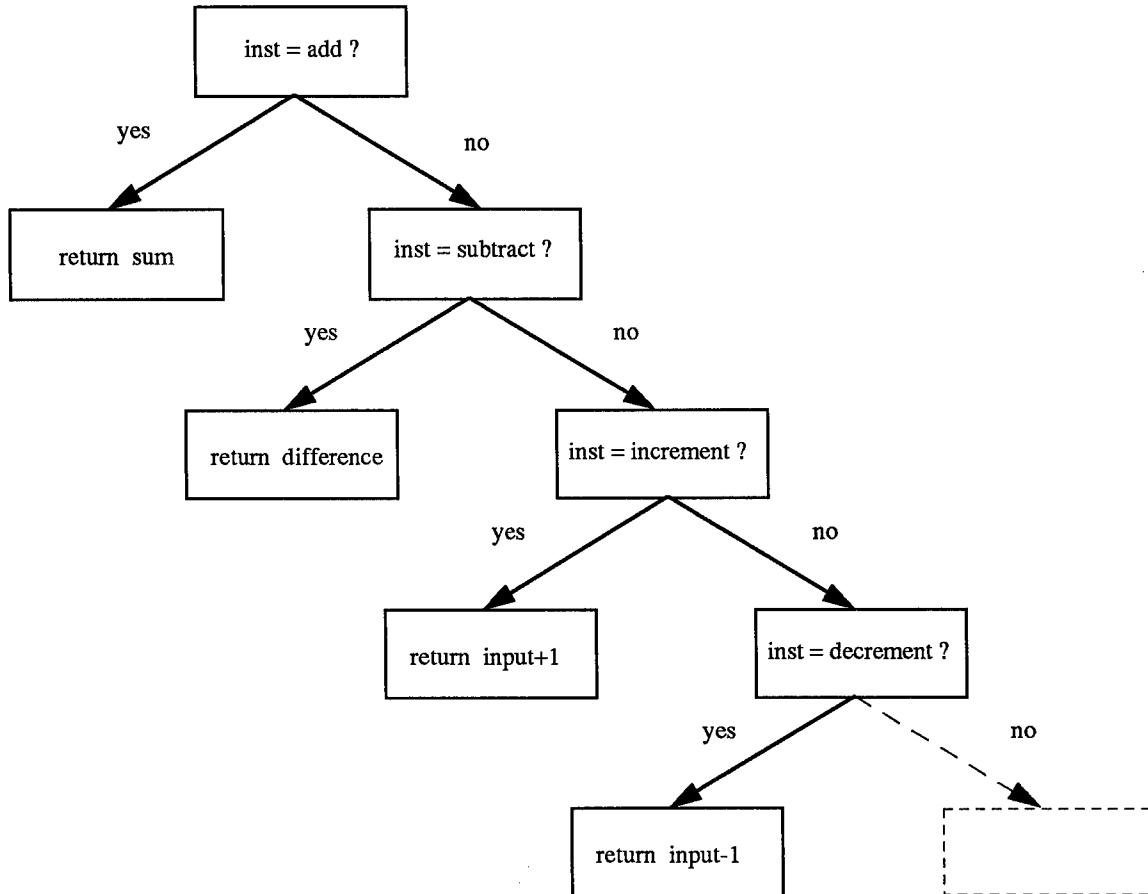 inst = add ?
yes
no
return sum
inst = subtract ?
yes
no
return difference
inst = increment ?
yes
no
return input+1
inst = decrement ?
yes
no
return input-1